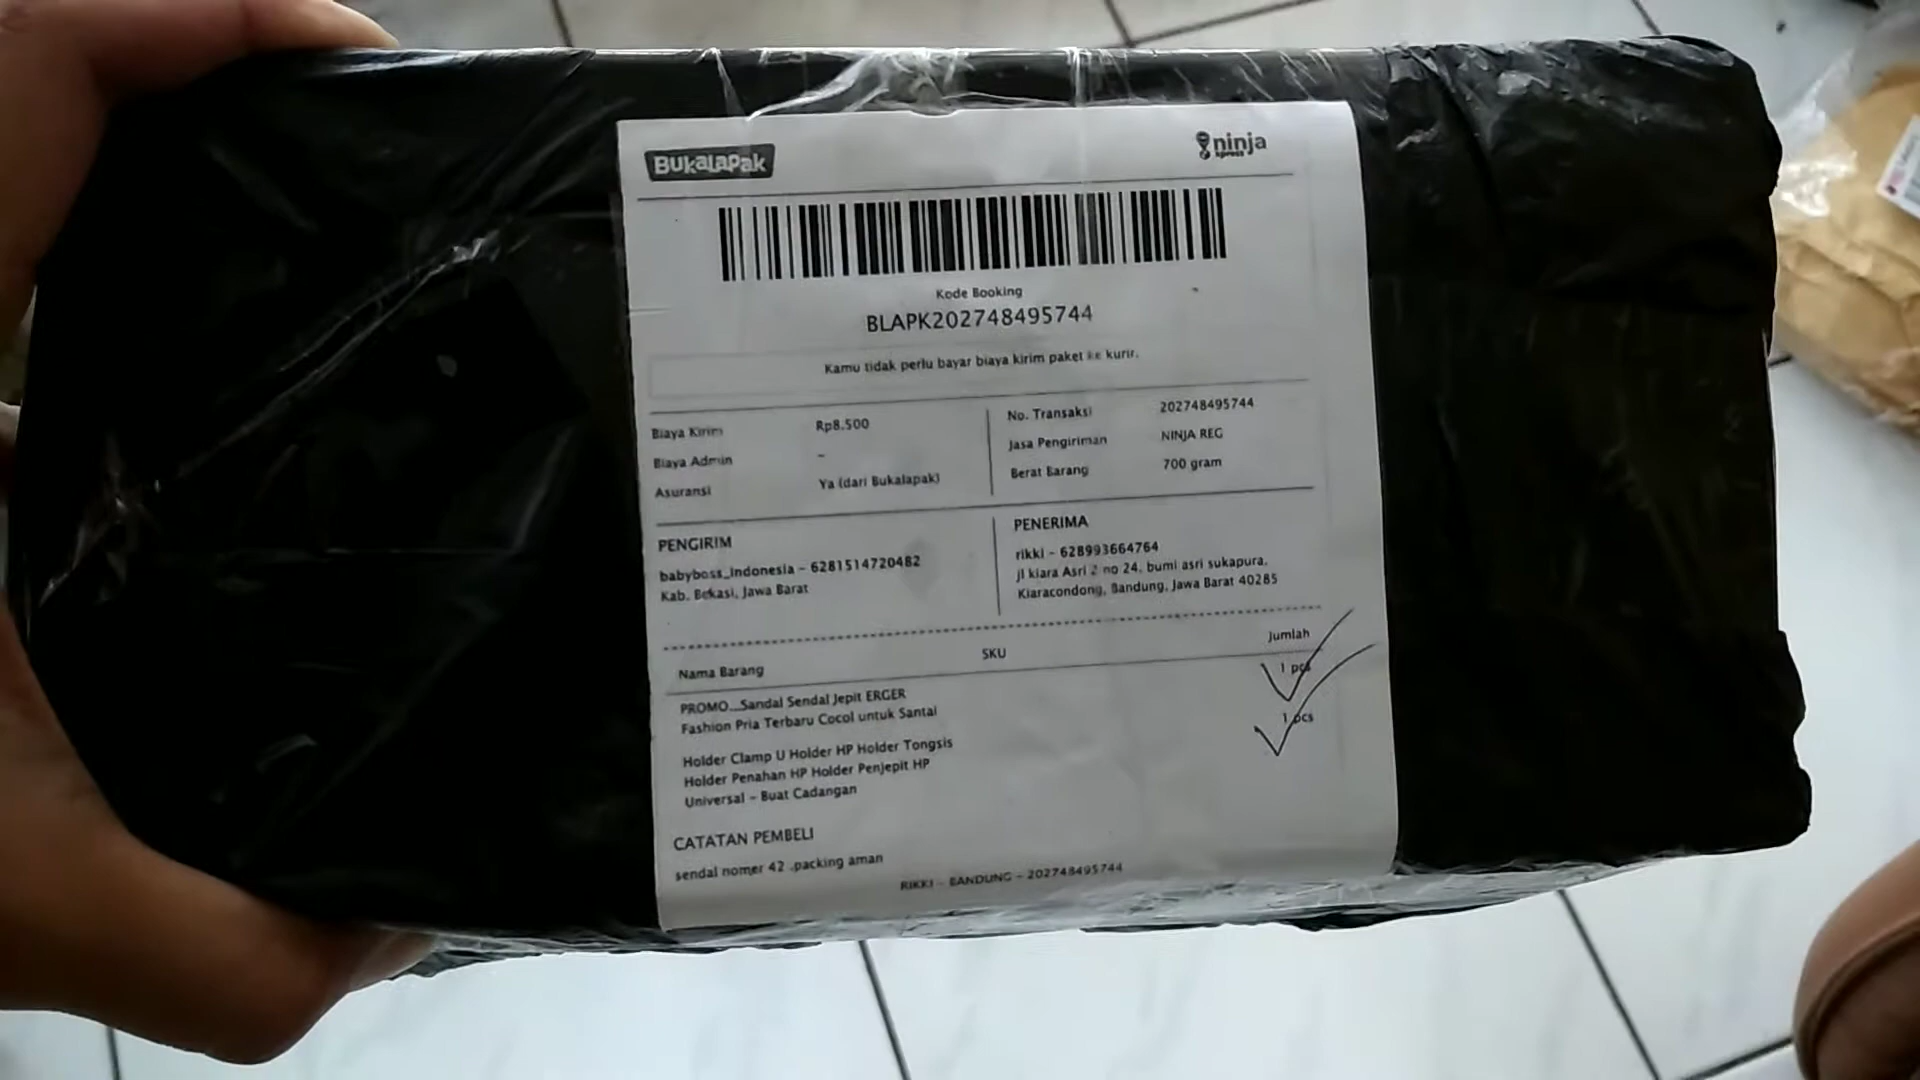 BukaLapak
ninja
xpress
Kode Booking
BLAPK202748495744
Kamu tidak perlu bayar biaya kirim paket ke kurir.
Biaya Kirim Rp8.500
Biaya Admin -
Asuransi Ya (dari Bukalapak)
No. Transaksi 202748495744
Jasa Pengiriman NINJA REG
Berat Barang 700 gram
PENGIRIM
babyboss_indonesia - 6281514720482
Kab. Bekasi, Jawa Barat
PENERIMA
rikki - 628993664764
jl kiara Asri 2 no 24, bumi asri sukapura,
Kiaracondong, Bandung, Jawa Barat 40285
Nama Barang SKU Jumlah
PROMO...Sandal Sendal Jepit ERGER 1 pcs
Fashion Pria Terbaru Cocol untuk Santai
Holder Clamp U Holder HP Holder Tongsis 1 pcs
Holder Penahan HP Holder Penjepit HP
Universal - Buat Cadangan
CATATAN PEMBELI
sendal nomer 42 .packing aman
RIKKI - BANDUNG - 202748495744